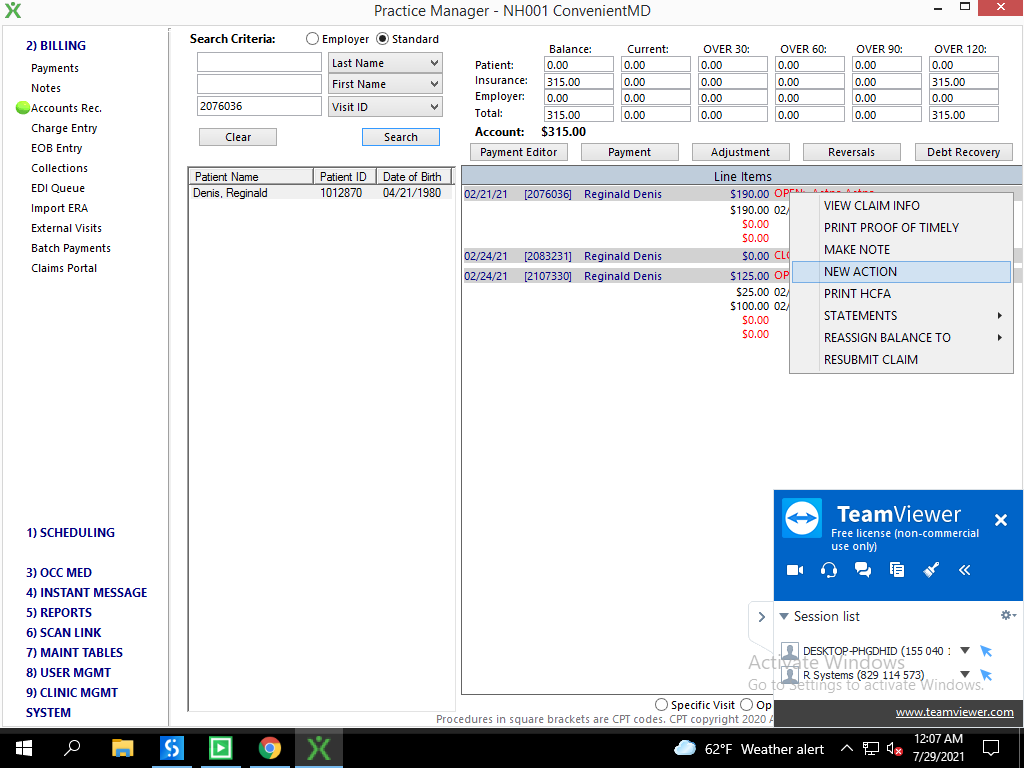 Practice Manager - NH001 ConvenientMD
2) BILLING
Payments
Notes
Accounts Rec.
Charge Entry
EOB Entry
Collections
EDI Queue
Import ERA
External Visits
Batch Payments
Claims Portal
1) SCHEDULING
3) OCC MED
4) INSTANT MESSAGE
5) REPORTS
6) SCAN LINK
7) MAINT TABLES
8) USER MGMT
9) CLINIC MGMT
SYSTEM
Search Criteria: Employer Standard
Last Name
First Name
2076036 Visit ID
Clear Search
Balance: Current: OVER 30: OVER 60: OVER 90: OVER 120:
Patient: 0.00 0.00 0.00 0.00 0.00 0.00
Insurance: 315.00 0.00 0.00 0.00 0.00 315.00
Employer: 0.00 0.00 0.00 0.00 0.00 0.00
Total: 315.00 0.00 0.00 0.00 0.00 315.00
Account: $315.00
Payment Editor Payment Adjustment Reversals Debt Recovery
Patient Name Patient ID Date of Birth
Denis, Reginald 1012870 04/21/1980
Line Items
02/21/21 [2076036] Reginald Denis $190.00 OPEN:
$190.00 02/
$0.00
$0.00
02/24/21 [2083231] Reginald Denis $0.00 CLO
02/24/21 [2107330] Reginald Denis $125.00 OP
$25.00 02/
$100.00 02/
$0.00
$0.00
VIEW CLAIM INFO
PRINT PROOF OF TIMELY
MAKE NOTE
NEW ACTION
PRINT HCFA
STATEMENTS
REASSIGN BALANCE TO
RESUBMIT CLAIM
TeamViewer
Free license (non-commercial
use only)
Session list
DESKTOP-PHGDHID (155 040
R Systems (829 114 573)
Activate Windows
Go to Settings to activate Windows.
www.teamviewer.com
Specific Visit Op
Procedures in square brackets are CPT codes. CPT copyright 2020 A
62°F Weather alert
12:07 AM
7/29/2021